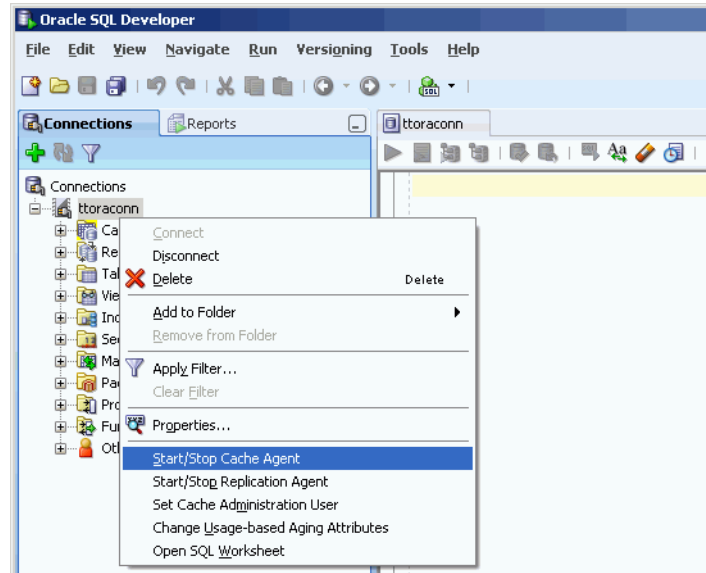 Oracle SQL Developer
File Edit View Navigate Run Versioning Tools Help
Connections Reports ttoraconn
Connections
ttoraconn
Ca
Re
Tal
Vie
Ind
Se
Ma
Pa
Pro
Fu
Otl
Connect
Disconnect
Delete Delete
Add to Folder
Remove from Folder
Apply Filter...
Clear Filter
Properties...
Start/Stop Cache Agent
Start/Stop Replication Agent
Set Cache Administration User
Change Usage-based Aging Attributes
Open SQL Worksheet